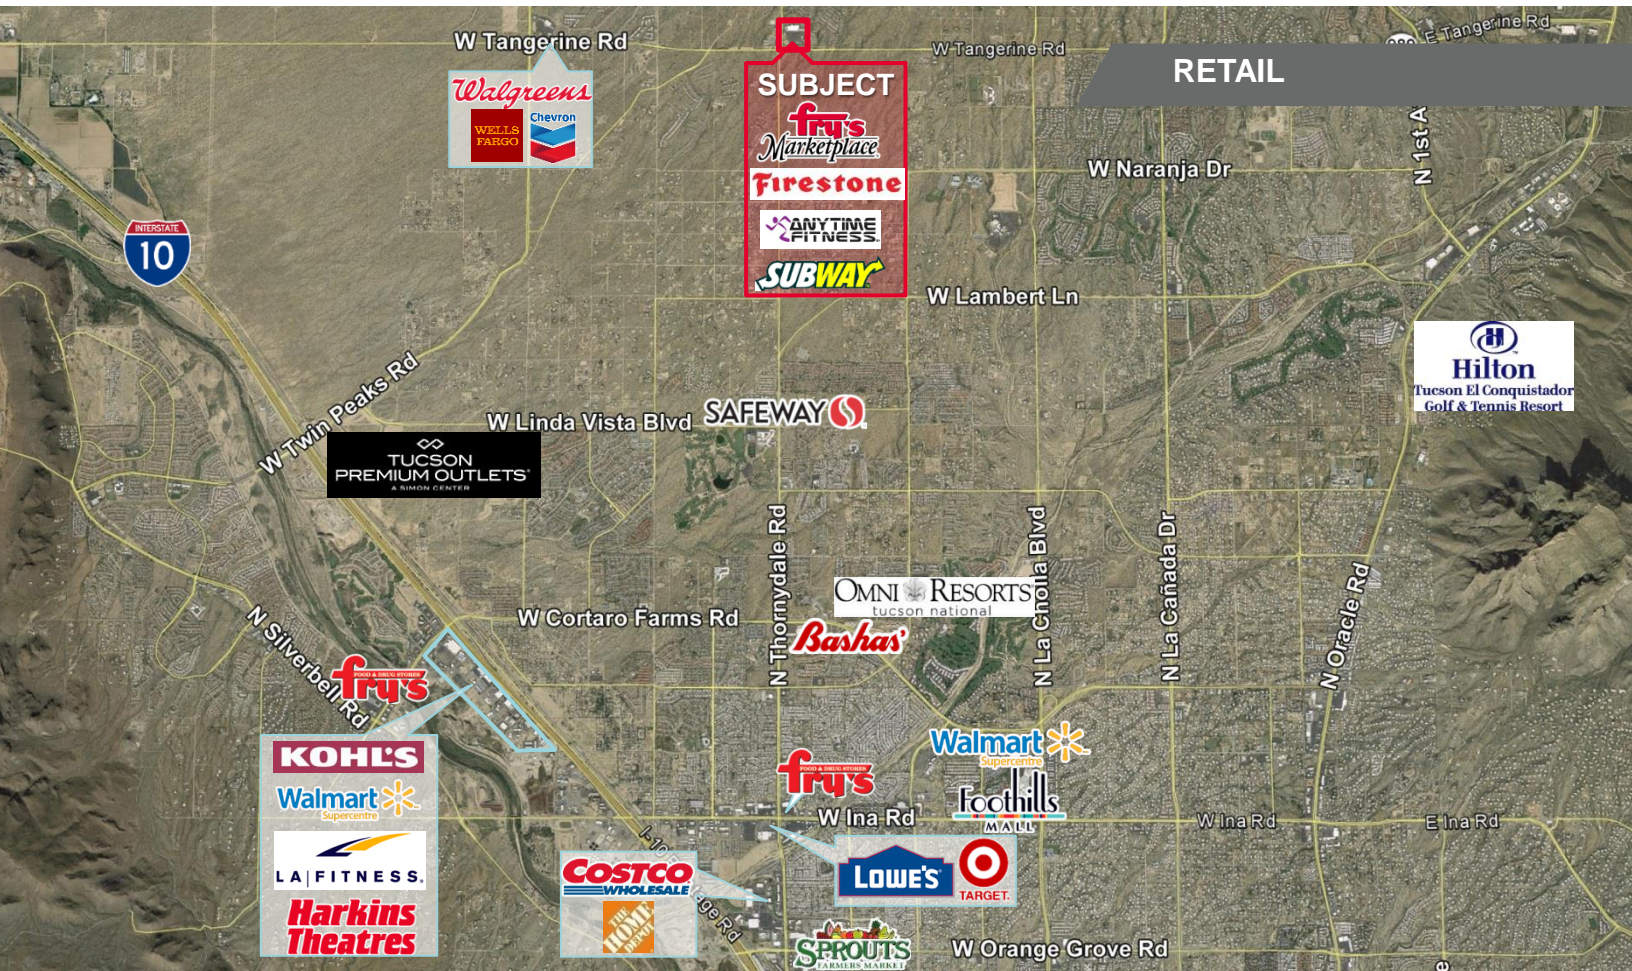 W Tangerine Rd
W Tangerine Rd
E Tangerine Rd
RETAIL
Walgreens
WELLS
FARGO
Chevron
SUBJECT
fry's
Marketplace
Firestone
ANYTIME
FITNESS
SUBWAY
N 1st A
W Naranja Dr
INTERSTATE
10
W Lambert Ln
Hilton
Tucson El Conquistador
Golf & Tennis Resort
W Twin Peaks Rd
W Linda Vista Blvd
SAFEWAY
TUCSON
PREMIUM OUTLETS
A SIMON CENTER
N Thornydale Rd
N La Cholla Blvd
N La Cañada Dr
N Oracle Rd
OMNI RESORTS
tucson national
W Cortaro Farms Rd
Bashas'
N Silverbell Rd
fry's
FOOD & DRUG STORES
KOHL'S
Walmart
Supercentre
LA|FITNESS.
Harkins
Theatres
Walmart
Supercentre
fry's
FOOD & DRUG STORES
Foothills
MALL
W Ina Rd
W Ina Rd
E Ina Rd
I-10
age Rd
COSTCO
WHOLESALE
THE
HOME
DEPOT
LOWE'S
TARGET.
SPROUTS
FARMERS MARKET
W Orange Grove Rd